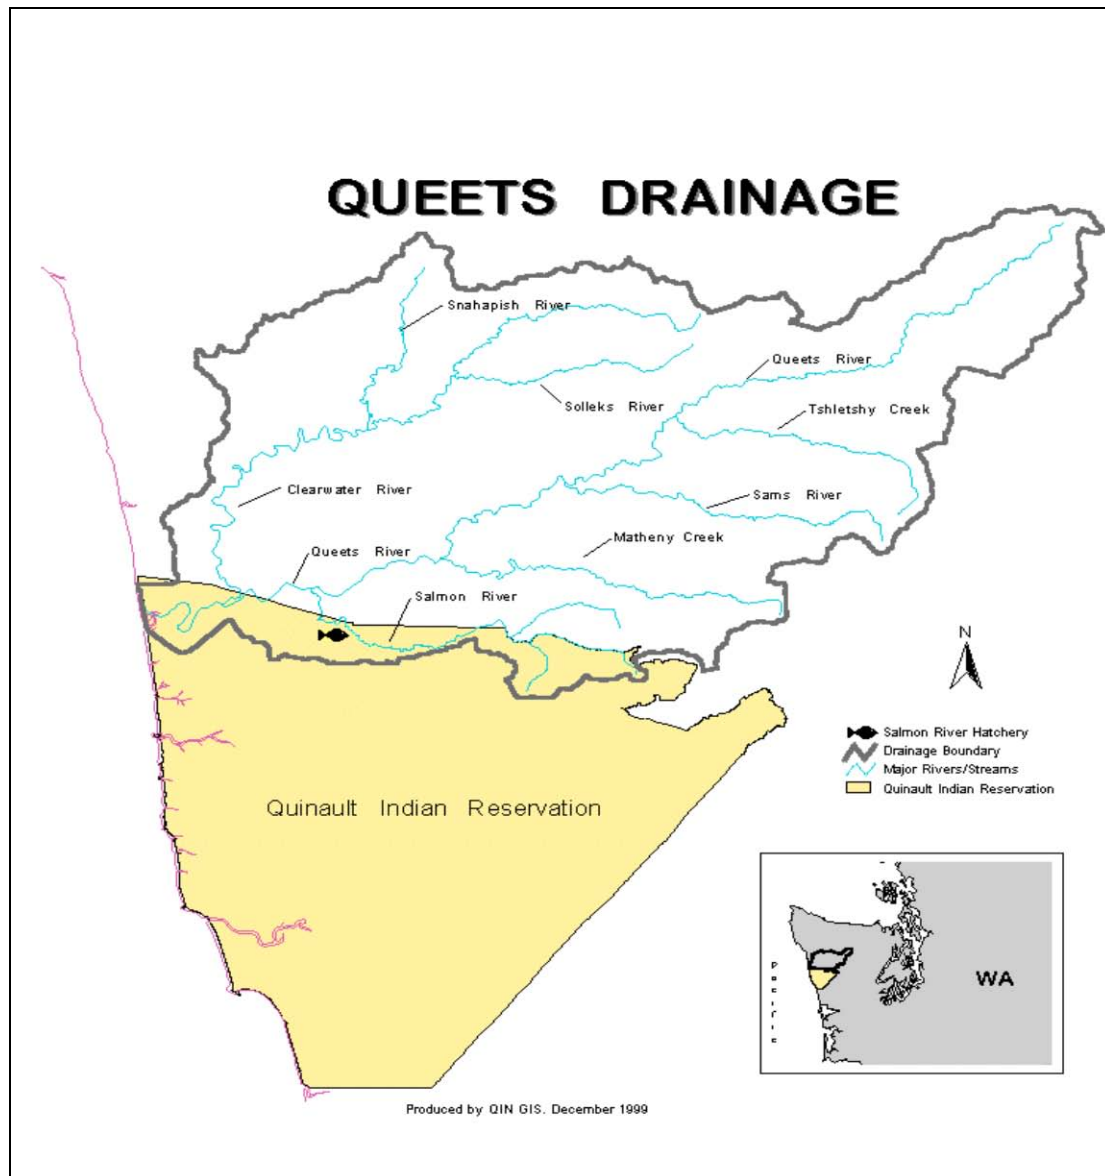 QUEETS DRAINAGE
Snahapish River
Queets River
Solleks River
Tshletshy Creek
Clearwater River
Sams River
Matheny Creek
Queets River
Salmon River
N
Salmon River Hatchery
Drainage Boundary
Major Rivers/Streams
Quinault Indian Reservation
Quinault Indian Reservation
Pacific
WA
Produced by QIN GIS. December 1999